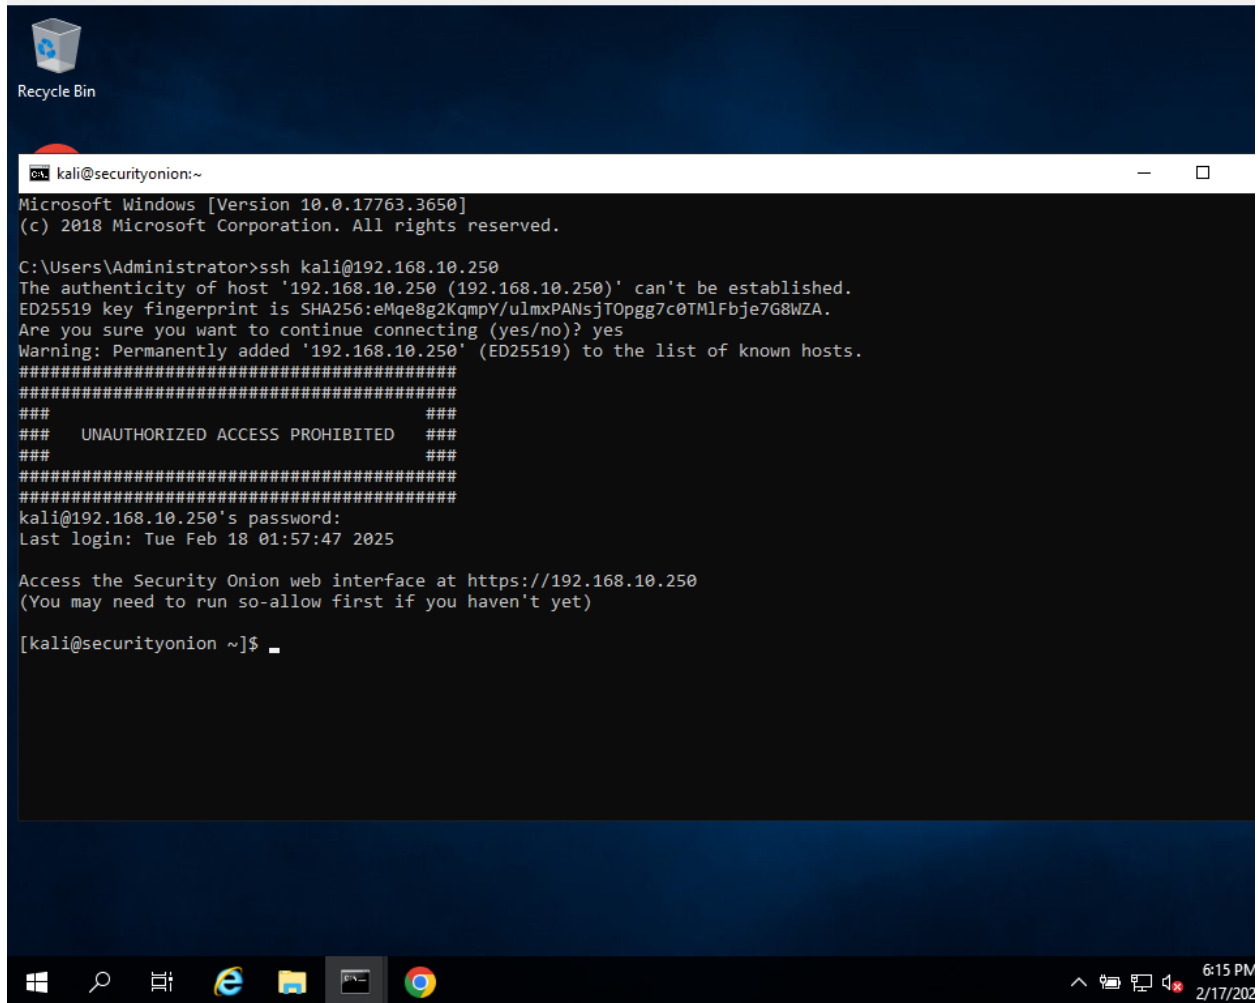 Recycle Bin
kali@securityonion:~
Microsoft Windows [Version 10.0.17763.3650]
(c) 2018 Microsoft Corporation. All rights reserved.
C:\Users\Administrator>ssh kali@192.168.10.250
The authenticity of host '192.168.10.250 (192.168.10.250)' can't be established.
ED25519 key fingerprint is SHA256:eMqe8g2KqmpY/ulmxPANsjTOpgg7c0TMlFbje7G8WZA.
Are you sure you want to continue connecting (yes/no)? yes
Warning: Permanently added '192.168.10.250' (ED25519) to the list of known hosts.
##########################################
##########################################
###                                    ###
###   UNAUTHORIZED ACCESS PROHIBITED   ###
###                                    ###
##########################################
##########################################
kali@192.168.10.250's password:
Last login: Tue Feb 18 01:57:47 2025
Access the Security Onion web interface at https://192.168.10.250
(You may need to run so-allow first if you haven't yet)
[kali@securityonion ~]$
6:15 PM
2/17/202